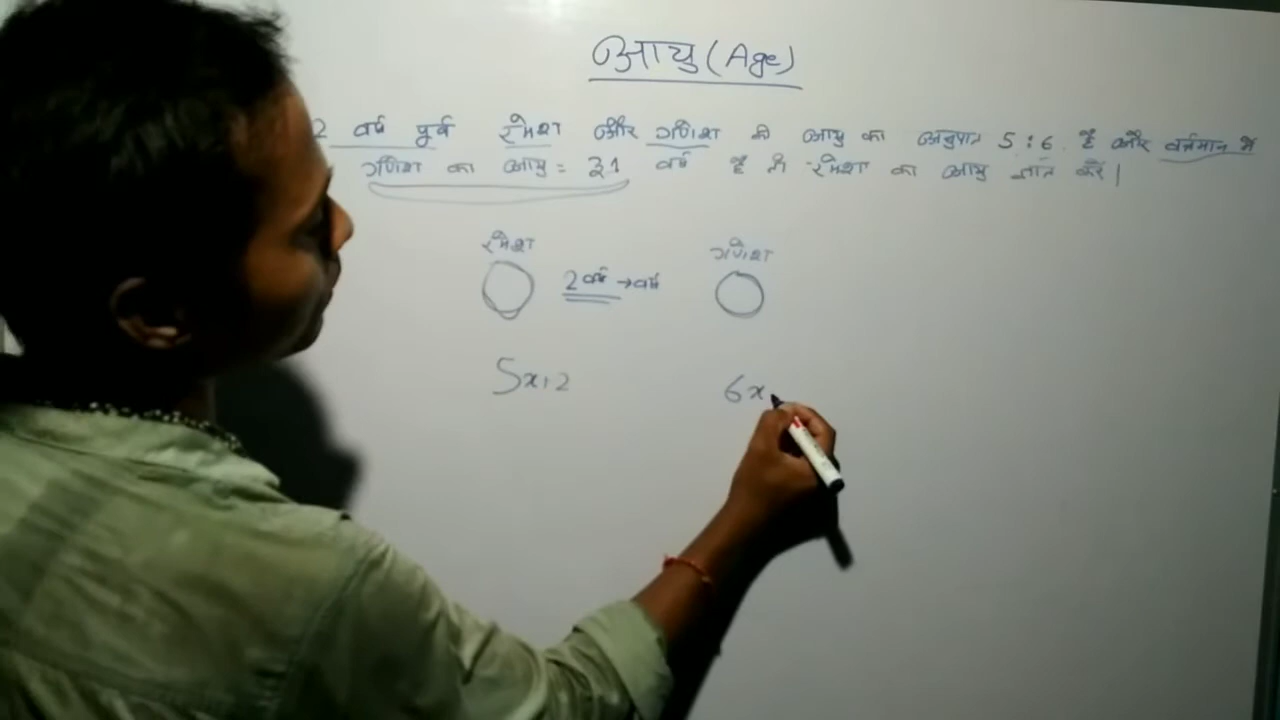 आयु (Age)
2 वर्ष पूर्व रमेश और गणेश की आयु का अनुपात 5 : 6 है और वर्तमान में
गणेश का आयु = 31 वर्ष है तो रमेश का आयु ज्ञात करें।
रमेश 2 वर्ष → वर्ष गणेश
5x+2 6x